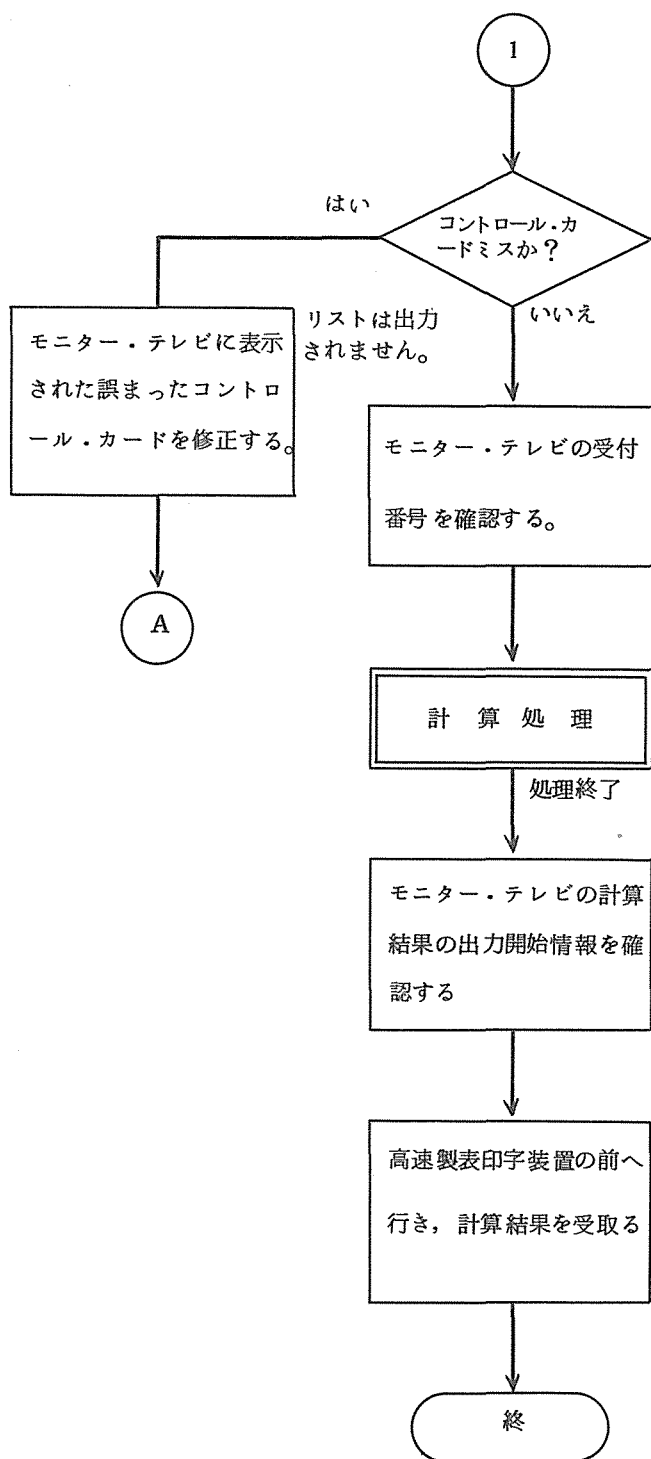 1
コントロール・カ
ードミスか?
はい
いいえ
リストは出力
されません。
モニター・テレビに表示
された誤まったコントロ
ール・カードを修正する。
A
モニター・テレビの受付
番号を確認する。
計算処理
処理終了
モニター・テレビの計算
結果の出力開始情報を確
認する
高速製表印字装置の前へ
行き,計算結果を受取る
終